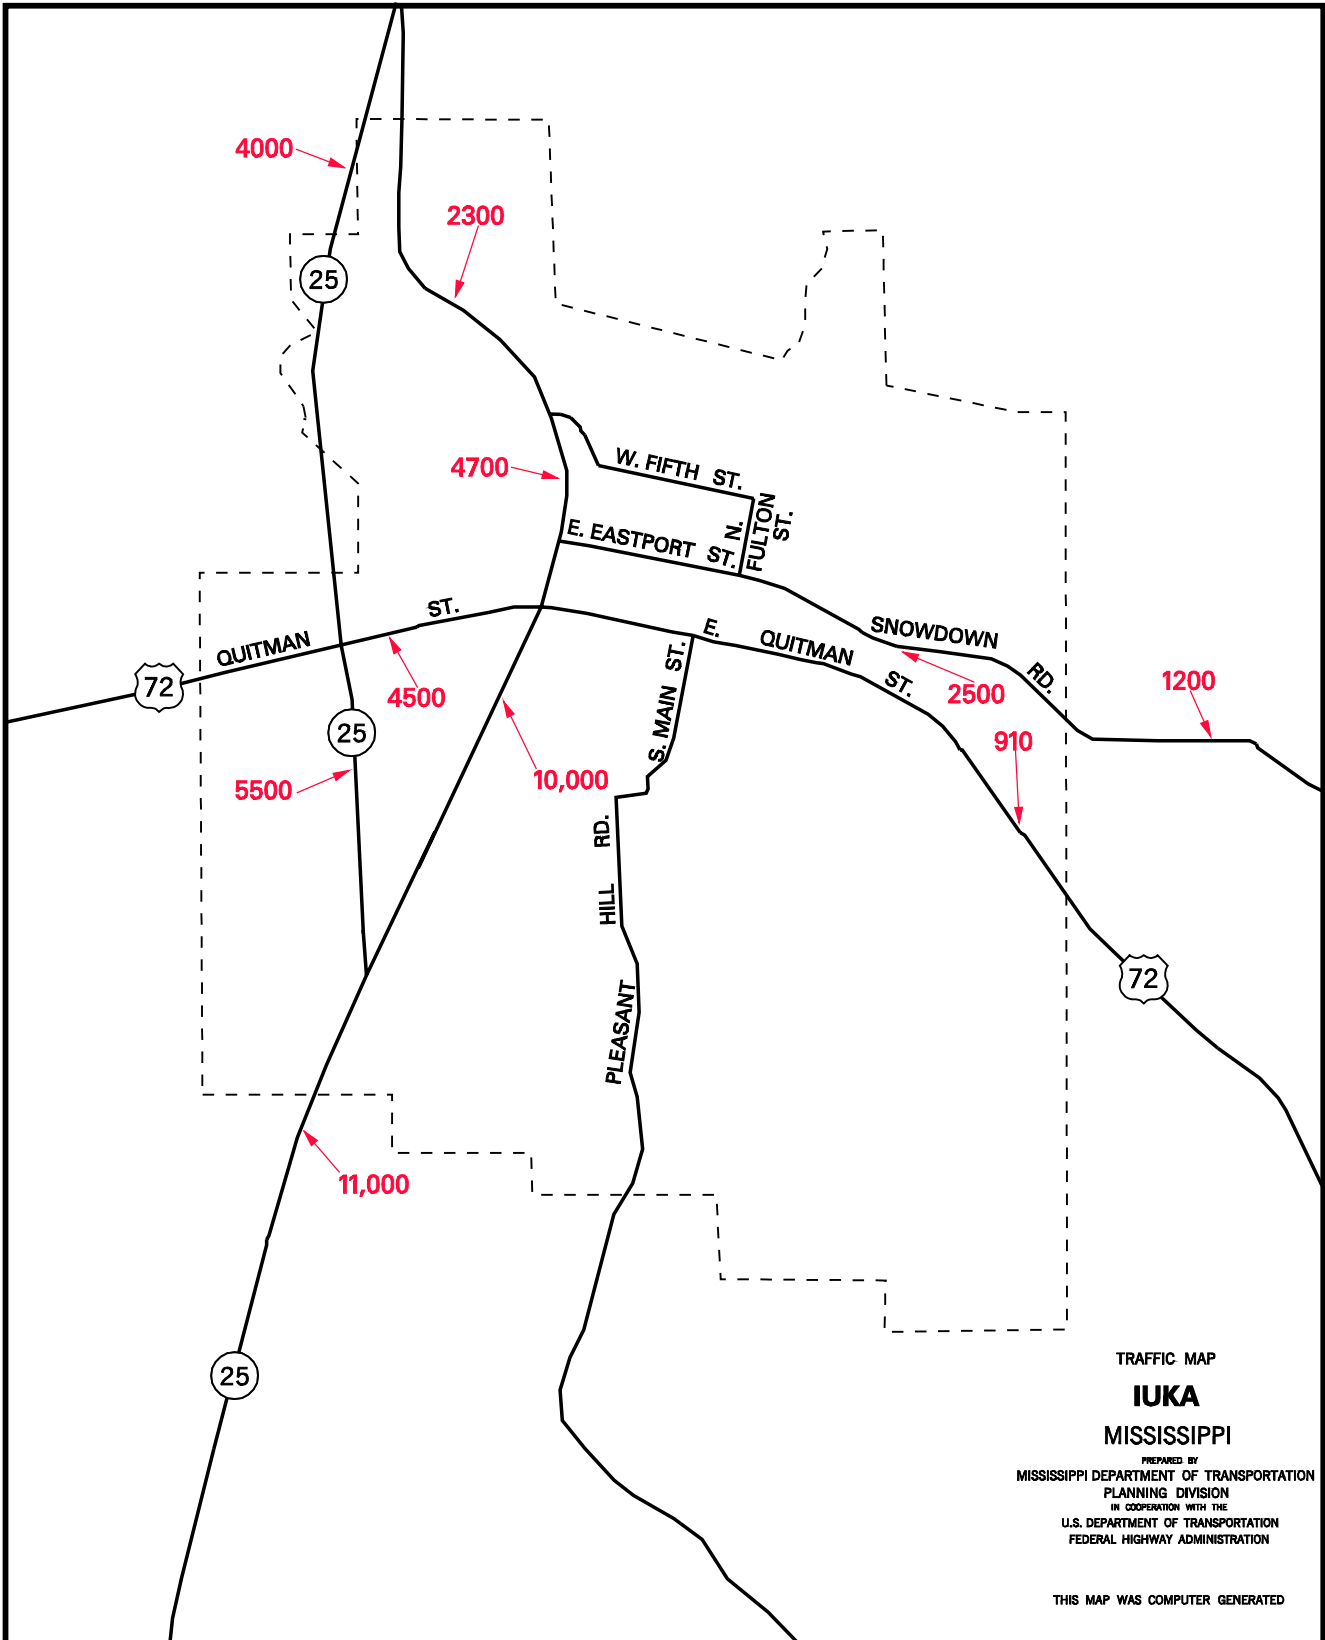 4000
2300
25
4700
W. FIFTH ST.
N.
FULTON
ST.
E. EASTPORT ST.
QUITMAN ST.
72
4500
E. QUITMAN ST.
SNOWDOWN RD.
2500
1200
910
S. MAIN ST.
25
5500
10,000
PLEASANT HILL RD.
72
11,000
25
TRAFFIC MAP
IUKA
MISSISSIPPI
PREPARED BY
MISSISSIPPI DEPARTMENT OF TRANSPORTATION
PLANNING DIVISION
IN COOPERATION WITH THE
U.S. DEPARTMENT OF TRANSPORTATION
FEDERAL HIGHWAY ADMINISTRATION
THIS MAP WAS COMPUTER GENERATED